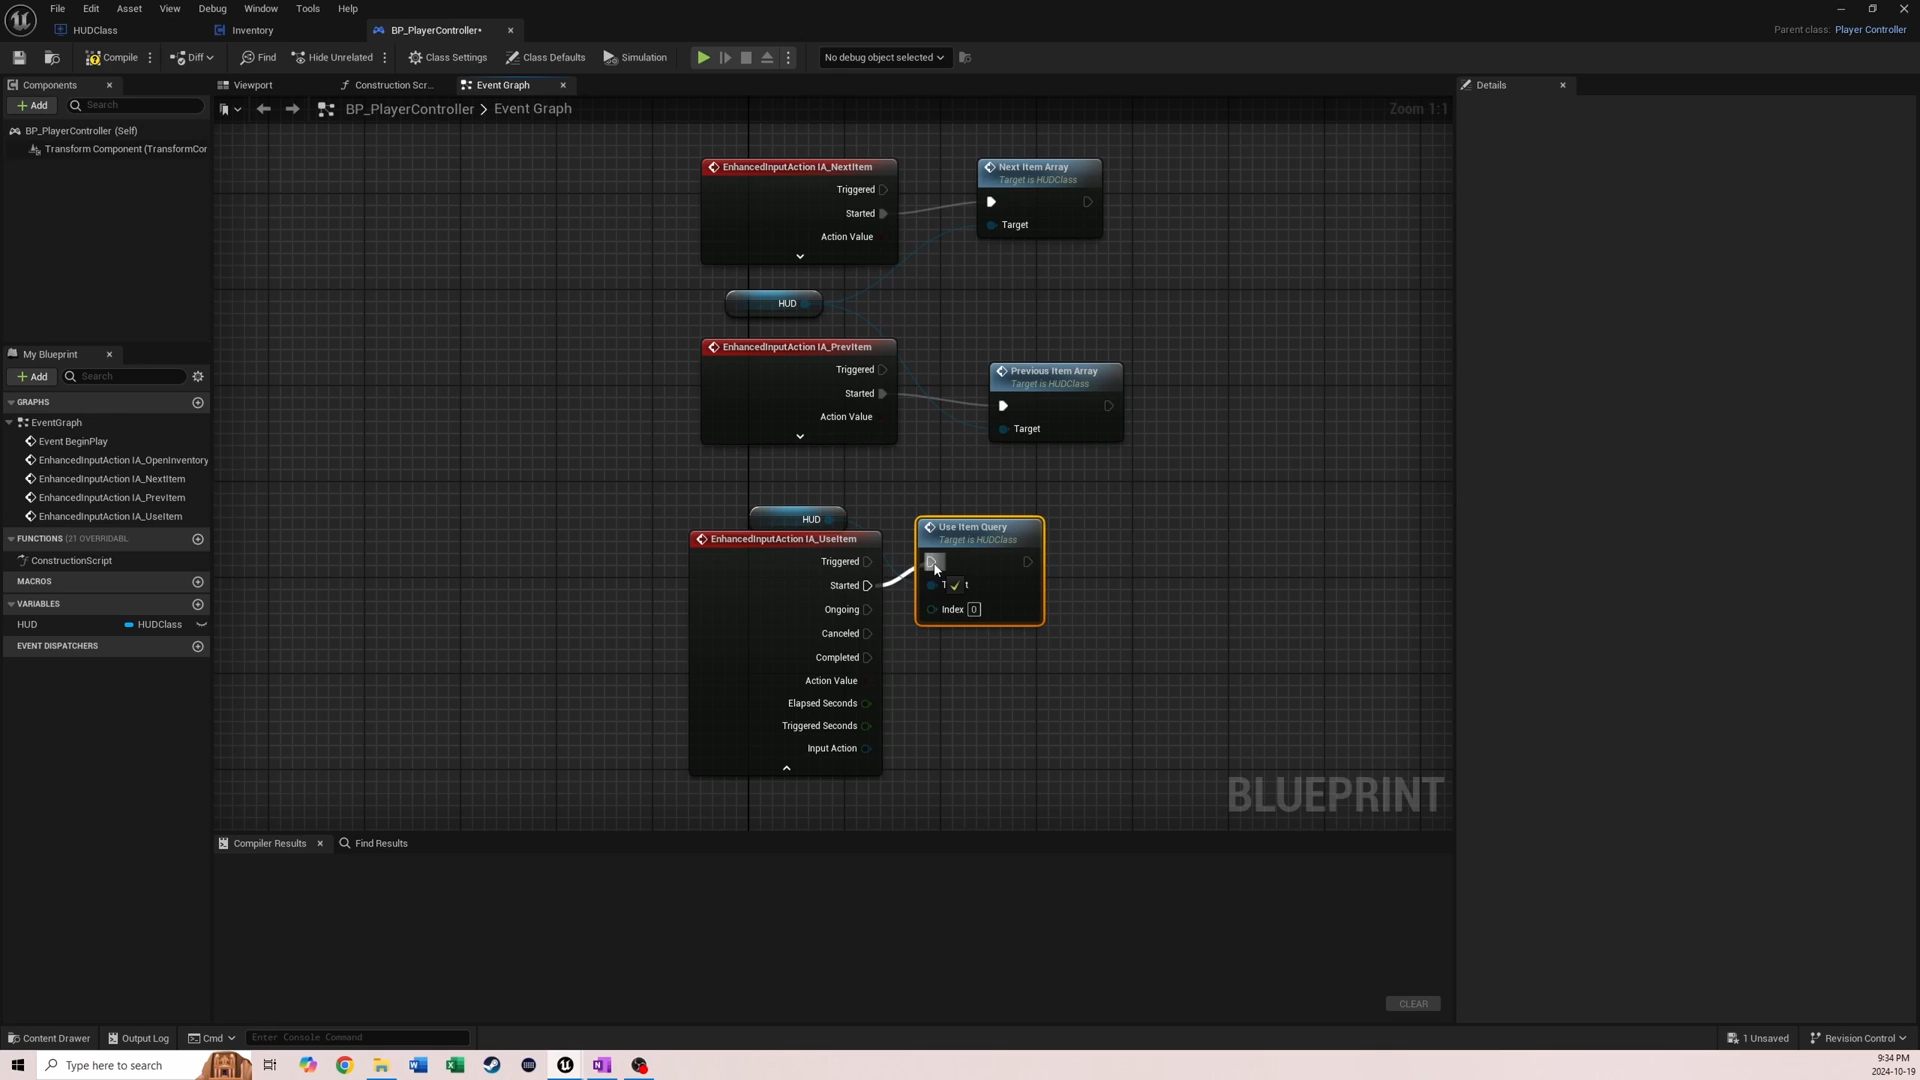 File Edit Asset View Window Debug Tools Help
HUDClass Inventory BP_PlayerController•
Parent class: Player Controller
Compile Diff Find Hide Unrelated Class Settings Class Defaults Simulation No debug object selected
Components
Add Search
BP_PlayerController (Self)
Transform Component (TransformCor
Viewport Construction Scr... Event Graph
BP_PlayerController > Event Graph
Zoom 1:1
Details
EnhancedInputAction IA_NextItem
Triggered
Started
Action Value
Next Item Array
Target is HUDClass
Target
HUD
EnhancedInputAction IA_PrevItem
Triggered
Started
Action Value
Previous Item Array
Target is HUDClass
Target
HUD
EnhancedInputAction IA_UseItem
Triggered
Started
Ongoing
Canceled
Completed
Action Value
Elapsed Seconds
Triggered Seconds
Input Action
Use Item Query
Target is HUDClass
Index 0
BLUEPRINT
My Blueprint
Add Search
GRAPHS
EventGraph
Event BeginPlay
EnhancedInputAction IA_OpenInventory
EnhancedInputAction IA_NextItem
EnhancedInputAction IA_PrevItem
EnhancedInputAction IA_UseItem
FUNCTIONS (21 OVERRIDABL
ConstructionScript
MACROS
VARIABLES
HUD HUDClass
EVENT DISPATCHERS
Compiler Results Find Results
CLEAR
Content Drawer Output Log Cmd Enter Console Command
1 Unsaved Revision Control
Type here to search
9:34 PM
2024-10-19